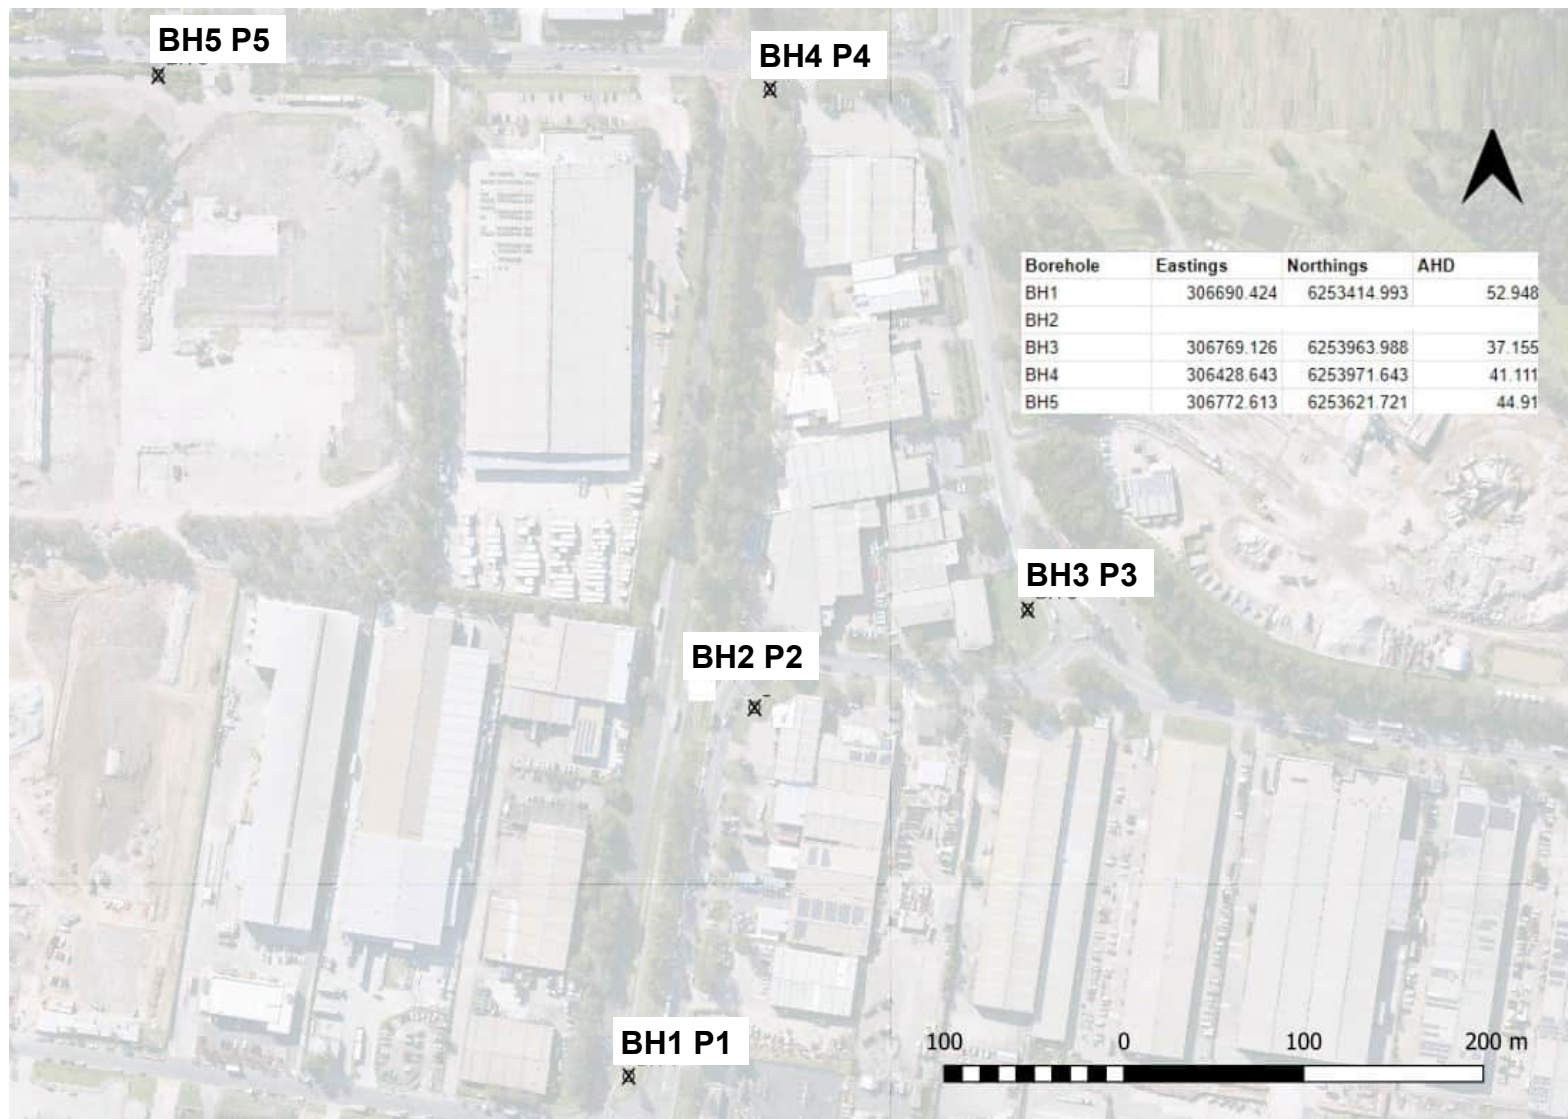 BH5 P5
BH4 P4
Borehole Eastings Northings AHD
BH1 306690.424 6253414.993 52.948
BH2
BH3 306769.126 6253963.988 37.155
BH4 306428.643 6253971.643 41.111
BH5 306772.613 6253621.721 44.91
BH3 P3
BH2 P2
BH1 P1
100 0 100 200 m